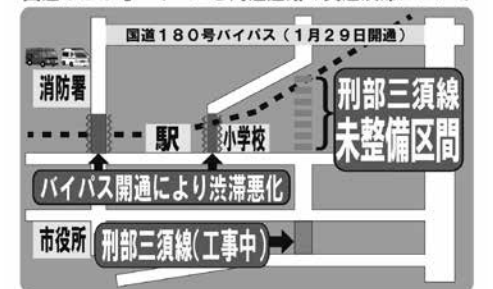 国道180号バイパス(1月29日開通)
消防署
駅
小学校
刑部三須線
未整備区間
バイパス開通により渋滞悪化
市役所
刑部三須線(工事中)